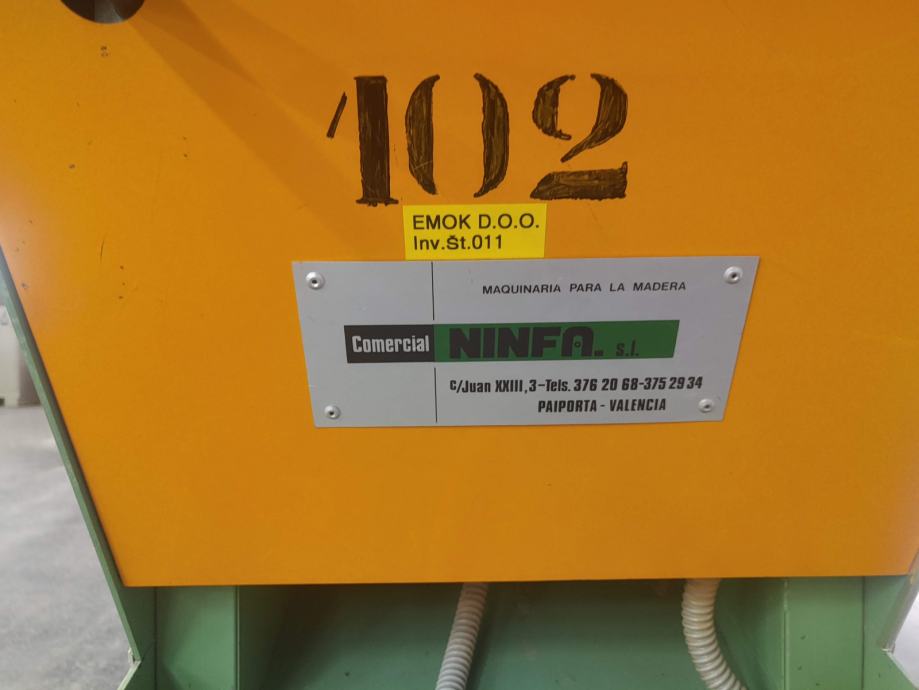 102
EMOK D.O.O.
Inv.Št.011
MAQUINARIA PARA LA MADERA
Comercial NINFA. s.l.
C/Juan XXIII, 3-Tels. 376 20 68-375 29 34
PAIPORTA - VALENCIA